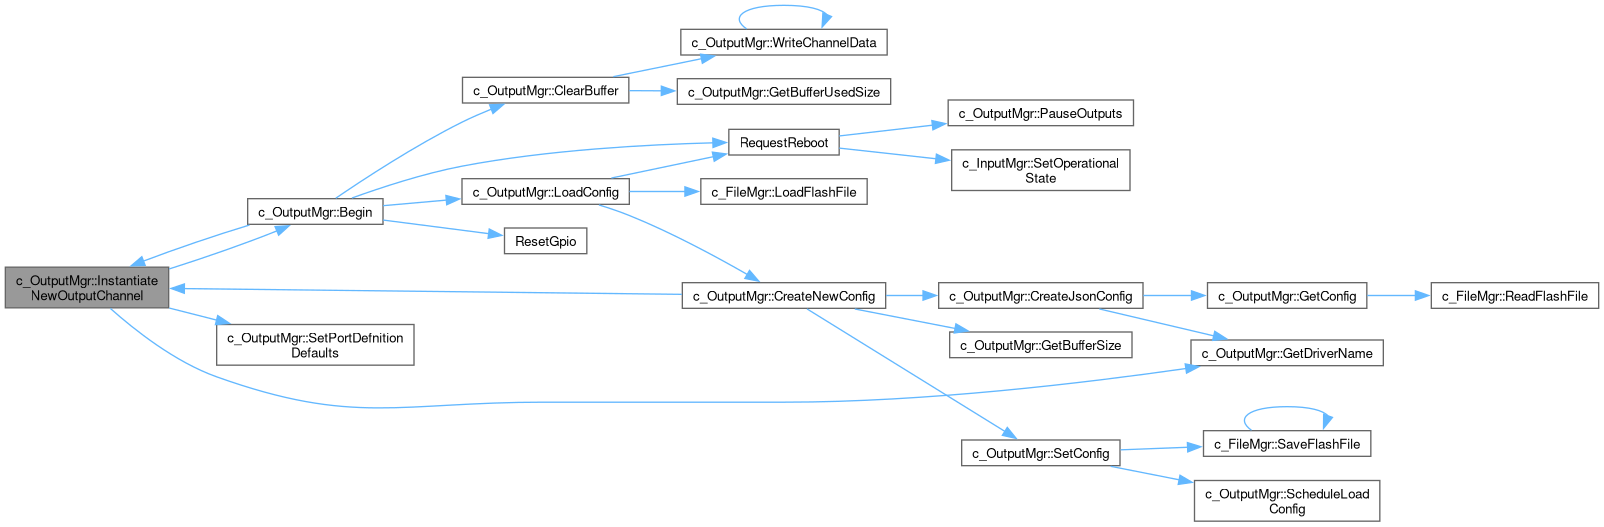 c_OutputMgr::WriteChannelData
c_OutputMgr::ClearBuffer
c_OutputMgr::GetBufferUsedSize
c_OutputMgr::PauseOutputs
RequestReboot
c_InputMgr::SetOperational
State
c_OutputMgr::LoadConfig
c_FileMgr::LoadFlashFile
c_OutputMgr::Begin
ResetGpio
c_OutputMgr::Instantiate
NewOutputChannel
c_OutputMgr::CreateNewConfig
c_OutputMgr::CreateJsonConfig
c_OutputMgr::GetConfig
c_FileMgr::ReadFlashFile
c_OutputMgr::SetPortDefnition
Defaults
c_OutputMgr::GetBufferSize
c_OutputMgr::GetDriverName
c_OutputMgr::SetConfig
c_FileMgr::SaveFlashFile
c_OutputMgr::ScheduleLoad
Config